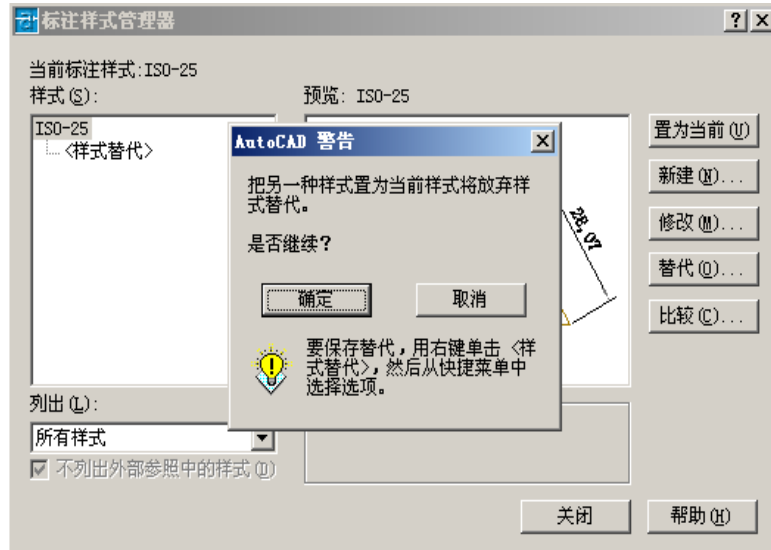 标注样式管理器
当前标注样式:ISO-25
样式(S):
预览: ISO-25
ISO-25
<样式替代>
28,07
置为当前(U)
新建(N)...
修改(M)...
替代(O)...
比较(C)...
AutoCAD 警告
把另一种样式置为当前样式将放弃样
式替代。
是否继续?
确定
取消
要保存替代,用右键单击 <样
式替代>,然后从快捷菜单中
选择选项。
列出(L):
所有样式
不列出外部参照中的样式(D)
关闭
帮助(H)